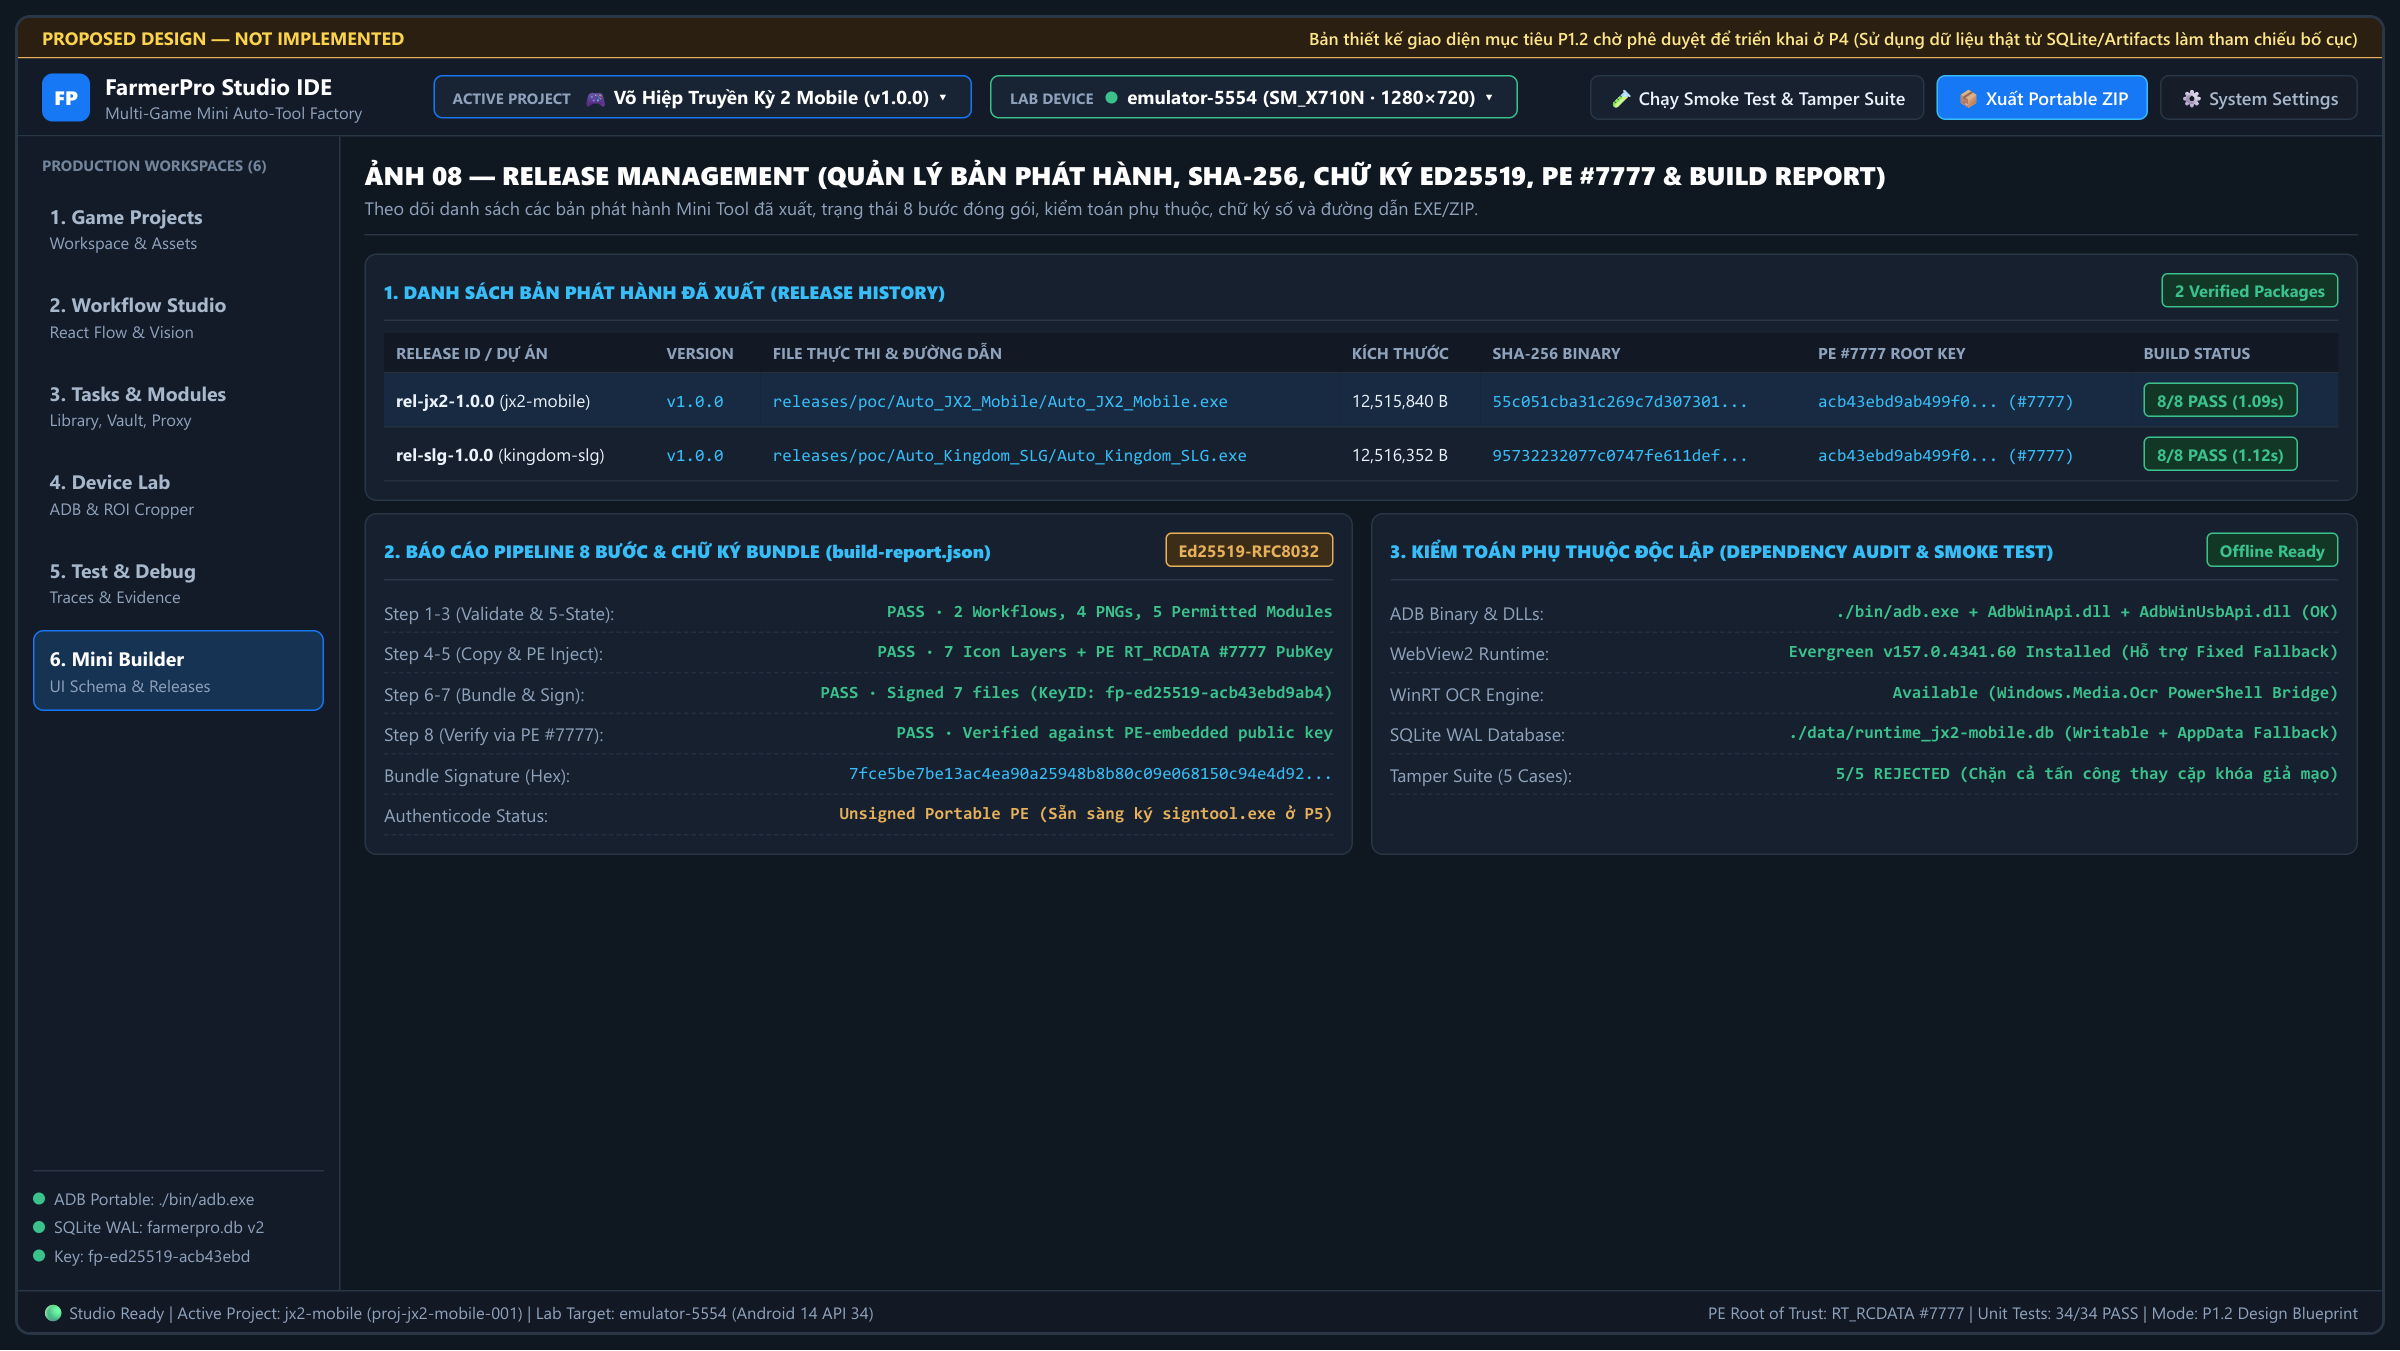 PROPOSED DESIGN — NOT IMPLEMENTED
Bản thiết kế giao diện mục tiêu P1.2 chờ phê duyệt để triển khai ở P4 (Sử dụng dữ liệu thật từ SQLite/Artifacts làm tham chiếu bố cục)
FP
FarmerPro Studio IDE
Multi-Game Mini Auto-Tool Factory
ACTIVE PROJECT 🎮 Võ Hiệp Truyền Kỳ 2 Mobile (v1.0.0) ▾
LAB DEVICE ● emulator-5554 (SM_X710N · 1280×720) ▾
🧪 Chạy Smoke Test & Tamper Suite
📦 Xuất Portable ZIP
⚙️ System Settings
PRODUCTION WORKSPACES (6)
1. Game Projects
Workspace & Assets
2. Workflow Studio
React Flow & Vision
3. Tasks & Modules
Library, Vault, Proxy
4. Device Lab
ADB & ROI Cropper
5. Test & Debug
Traces & Evidence
6. Mini Builder
UI Schema & Releases
ADB Portable: ./bin/adb.exe
SQLite WAL: farmerpro.db v2
Key: fp-ed25519-acb43ebd
ẢNH 08 — RELEASE MANAGEMENT (QUẢN LÝ BẢN PHÁT HÀNH, SHA-256, CHỮ KÝ ED25519, PE #7777 & BUILD REPORT)
Theo dõi danh sách các bản phát hành Mini Tool đã xuất, trạng thái 8 bước đóng gói, kiểm toán phụ thuộc, chữ ký số và đường dẫn EXE/ZIP.
1. DANH SÁCH BẢN PHÁT HÀNH ĐÃ XUẤT (RELEASE HISTORY)
2 Verified Packages
RELEASE ID / DỰ ÁN VERSION FILE THỰC THI & ĐƯỜNG DẪN KÍCH THƯỚC SHA-256 BINARY PE #7777 ROOT KEY BUILD STATUS
rel-jx2-1.0.0 (jx2-mobile) v1.0.0 releases/poc/Auto_JX2_Mobile/Auto_JX2_Mobile.exe 12,515,840 B 55c051cba31c269c7d307301... acb43ebd9ab499f0... (#7777) 8/8 PASS (1.09s)
rel-slg-1.0.0 (kingdom-slg) v1.0.0 releases/poc/Auto_Kingdom_SLG/Auto_Kingdom_SLG.exe 12,516,352 B 95732232077c0747fe611def... acb43ebd9ab499f0... (#7777) 8/8 PASS (1.12s)
2. BÁO CÁO PIPELINE 8 BƯỚC & CHỮ KÝ BUNDLE (build-report.json)
Ed25519-RFC8032
Step 1-3 (Validate & 5-State): PASS · 2 Workflows, 4 PNGs, 5 Permitted Modules
Step 4-5 (Copy & PE Inject): PASS · 7 Icon Layers + PE RT_RCDATA #7777 PubKey
Step 6-7 (Bundle & Sign): PASS · Signed 7 files (KeyID: fp-ed25519-acb43ebd9ab4)
Step 8 (Verify via PE #7777): PASS · Verified against PE-embedded public key
Bundle Signature (Hex): 7fce5be7be13ac4ea90a25948b8b80c09e068150c94e4d92...
Authenticode Status: Unsigned Portable PE (Sẵn sàng ký signtool.exe ở P5)
3. KIỂM TOÁN PHỤ THUỘC ĐỘC LẬP (DEPENDENCY AUDIT & SMOKE TEST)
Offline Ready
ADB Binary & DLLs: ./bin/adb.exe + AdbWinApi.dll + AdbWinUsbApi.dll (OK)
WebView2 Runtime: Evergreen v157.0.4341.60 Installed (Hỗ trợ Fixed Fallback)
WinRT OCR Engine: Available (Windows.Media.Ocr PowerShell Bridge)
SQLite WAL Database: ./data/runtime_jx2-mobile.db (Writable + AppData Fallback)
Tamper Suite (5 Cases): 5/5 REJECTED (Chặn cả tấn công thay cặp khóa giả mạo)
Studio Ready | Active Project: jx2-mobile (proj-jx2-mobile-001) | Lab Target: emulator-5554 (Android 14 API 34)
PE Root of Trust: RT_RCDATA #7777 | Unit Tests: 34/34 PASS | Mode: P1.2 Design Blueprint